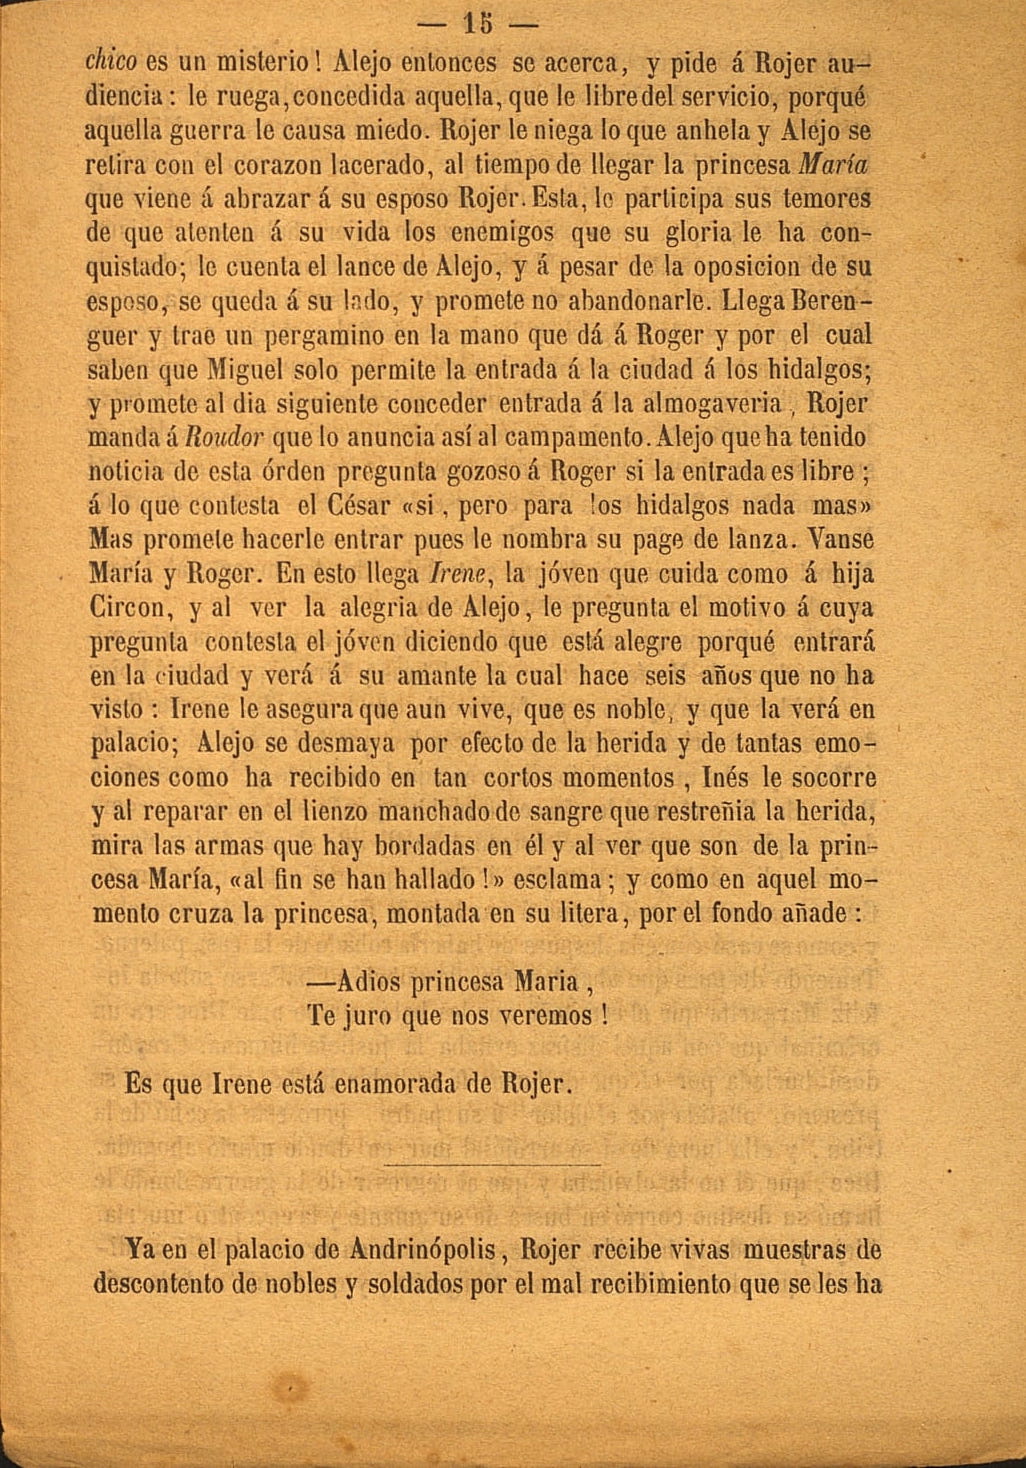 — 15 —
chico es un misterio! Alejo entonces se acerca, y pide á Rojer au-
diencia: le ruega, concedida aquella, que le libre del servicio, porqué
aquella guerra le causa miedo. Rojer le niega lo que anhela y Alejo se
retira con el corazon lacerado, al tiempo de llegar la princesa María
que viene á abrazar á su esposo Rojer. Esta, le participa sus temores
de que atenten á su vida los enemigos que su gloria le ha con-
quistado; le cuenta el lance de Alejo, y á pesar de la oposicion de su
esposo, se queda á su lado, y promete no abandonarle. Llega Beren-
guer y trae un pergamino en la mano que dá á Roger y por el cual
saben que Miguel solo permite la entrada á la ciudad á los hidalgos;
y promete al dia siguiente conceder entrada á la almogaveria, Rojer
manda á Roudor que lo anuncia así al campamento. Alejo que ha tenido
noticia de esta órden pregunta gozoso á Roger si la entrada es libre;
á lo que contesta el César «si, pero para los hidalgos nada mas»
Mas promete hacerle entrar pues le nombra su page de lanza. Vanse
María y Roger. En esto llega Irene, la jóven que cuida como á hija
Circon, y al ver la alegria de Alejo, le pregunta el motivo á cuya
pregunta contesta el jóven diciendo que está alegre porqué entrará
en la ciudad y verá á su amante la cual hace seis años que no ha
visto: Irene le asegura que aun vive, que es noble, y que la verá en
palacio; Alejo se desmaya por efecto de la herida y de tantas emo-
ciones como ha recibido en tan cortos momentos, Inés le socorre
y al reparar en el lienzo manchado de sangre que restreñia la herida,
mira las armas que hay bordadas en él y al ver que son de la prin-
cesa María, «al fin se han hallado!» esclama; y como en aquel mo-
mento cruza la princesa, montada en su litera, por el fondo añade:
—Adios princesa Maria,
Te juro que nos veremos!
Es que Irene está enamorada de Rojer.
Ya en el palacio de Andrinópolis, Rojer recibe vivas muestras de
descontento de nobles y soldados por el mal recibimiento que se les ha